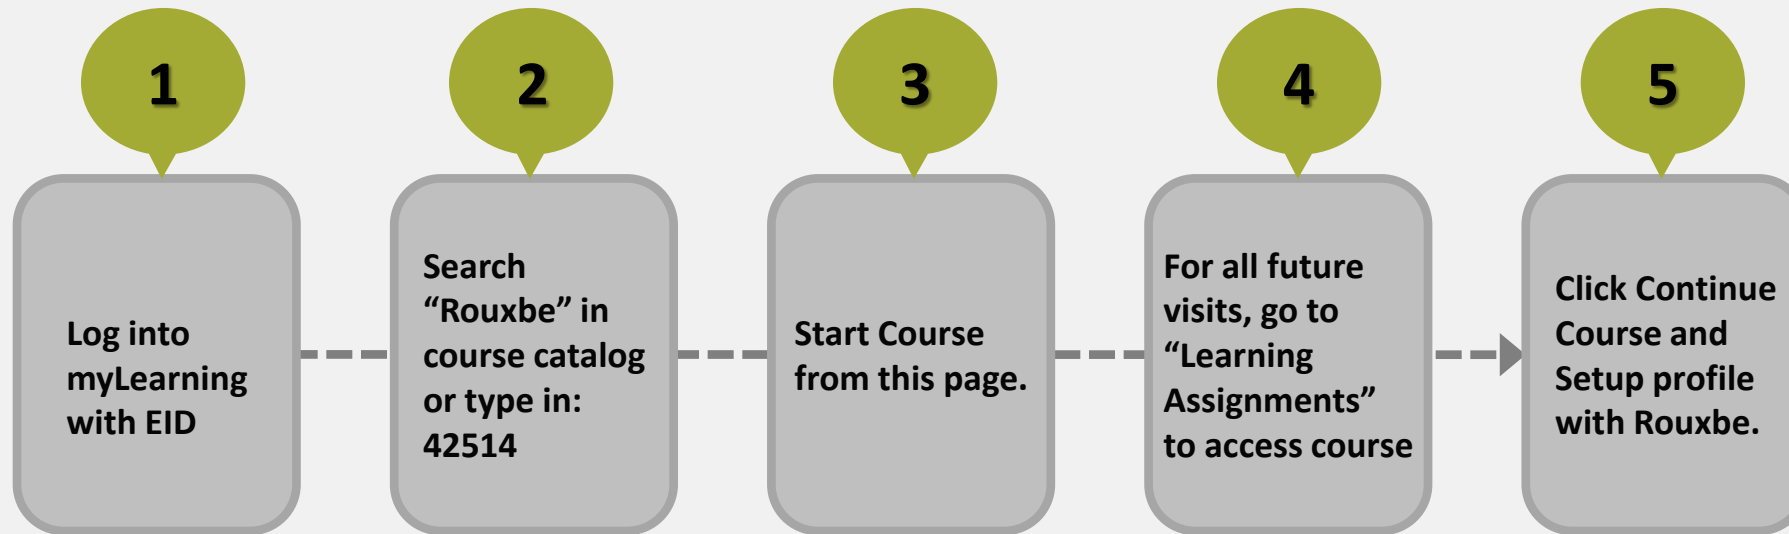 1
Log into
myLearning
with EID
2
Search
“Rouxbe” in
course catalog
or type in:
42514
3
Start Course
from this page.
4
For all future
visits, go to
“Learning
Assignments”
to access course
5
Click Continue
Course and
Setup profile
with Rouxbe.